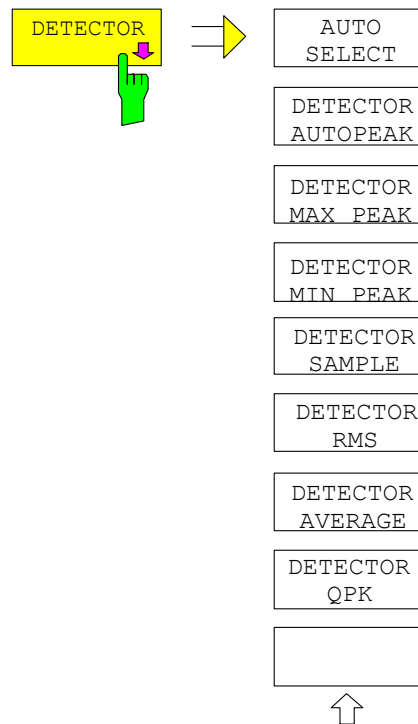 DETECTOR
AUTO
SELECT
DETECTOR
AUTOPEAK
DETECTOR
MAX PEAK
DETECTOR
MIN PEAK
DETECTOR
SAMPLE
DETECTOR
RMS
DETECTOR
AVERAGE
DETECTOR
QPK